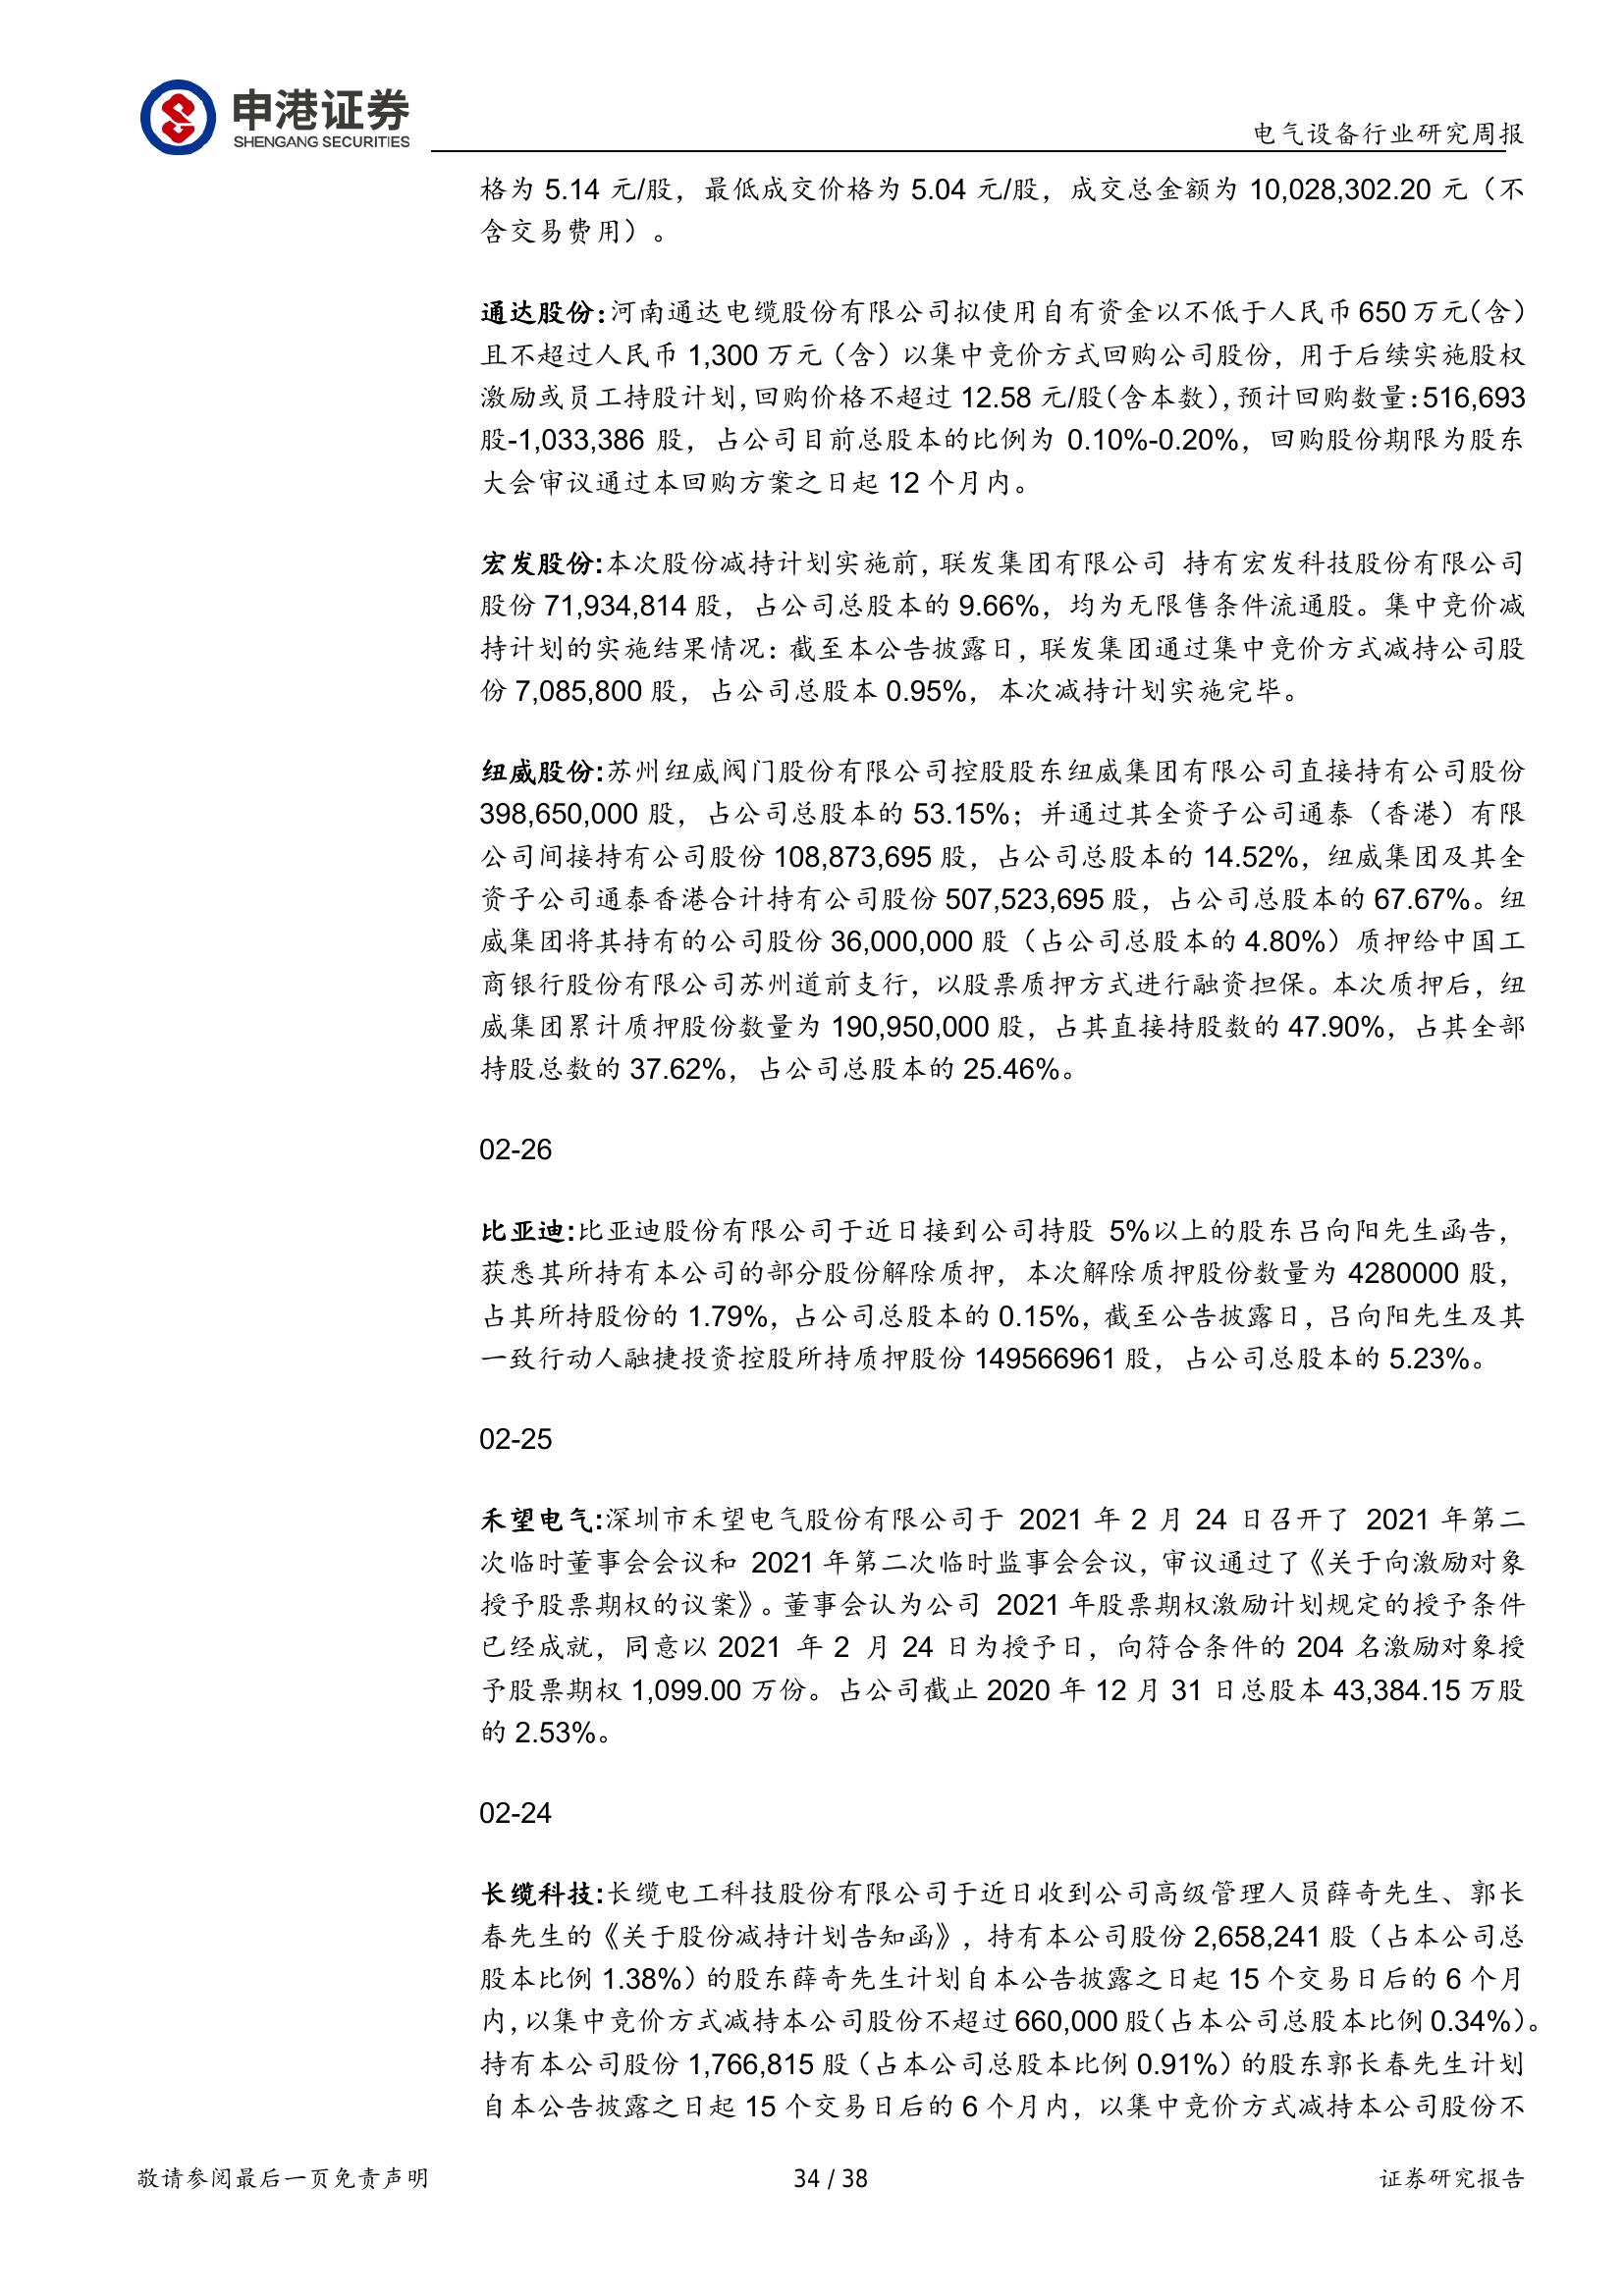 申港证券
SHENGANG SECURITIES
电气设备行业研究周报
格为 5.14 元/股，最低成交价格为 5.04 元/股，成交总金额为 10,028,302.20 元（不
含交易费用）。
通达股份:河南通达电缆股份有限公司拟使用自有资金以不低于人民币 650 万元（含）
且不超过人民币 1,300 万元（含）以集中竞价方式回购公司股份，用于后续实施股权
激励或员工持股计划，回购价格不超过 12.58 元/股（含本数），预计回购数量：516,693
股-1,033,386 股，占公司目前总股本的比例为 0.10%-0.20%，回购股份期限为股东
大会审议通过本回购方案之日起 12 个月内。
宏发股份:本次股份减持计划实施前，联发集团有限公司 持有宏发科技股份有限公司
股份 71,934,814 股，占公司总股本的 9.66%，均为无限售条件流通股。集中竞价减
持计划的实施结果情况：截至本公告披露日，联发集团通过集中竞价方式减持公司股
份 7,085,800 股，占公司总股本 0.95%，本次减持计划实施完毕。
纽威股份:苏州纽威阀门股份有限公司控股股东纽威集团有限公司直接持有公司股份
398,650,000 股，占公司总股本的 53.15%；并通过其全资子公司通泰（香港）有限
公司间接持有公司股份 108,873,695 股，占公司总股本的 14.52%，纽威集团及其全
资子公司通泰香港合计持有公司股份 507,523,695 股，占公司总股本的 67.67%。纽
威集团将其持有的公司股份 36,000,000 股（占公司总股本的 4.80%）质押给中国工
商银行股份有限公司苏州道前支行，以股票质押方式进行融资担保。本次质押后，纽
威集团累计质押股份数量为 190,950,000 股，占其直接持股数的 47.90%，占其全部
持股总数的 37.62%，占公司总股本的 25.46%。
02-26
比亚迪:比亚迪股份有限公司于近日接到公司持股 5%以上的股东吕向阳先生函告，
获悉其所持有本公司的部分股份解除质押，本次解除质押股份数量为 4280000 股，
占其所持股份的 1.79%，占公司总股本的 0.15%，截至公告披露日，吕向阳先生及其
一致行动人融捷投资控股所持质押股份 149566961 股，占公司总股本的 5.23%。
02-25
禾望电气:深圳市禾望电气股份有限公司于 2021 年 2 月 24 日召开了 2021 年第二
次临时董事会会议和 2021 年第二次临时监事会会议，审议通过了《关于向激励对象
授予股票期权的议案》。董事会认为公司 2021 年股票期权激励计划规定的授予条件
已经成就，同意以 2021 年 2 月 24 日为授予日，向符合条件的 204 名激励对象授
予股票期权 1,099.00 万份。占公司截止 2020 年 12 月 31 日总股本 43,384.15 万股
的 2.53%。
02-24
长缆科技:长缆电工科技股份有限公司于近日收到公司高级管理人员薛奇先生、郭长
春先生的《关于股份减持计划告知函》，持有本公司股份 2,658,241 股（占本公司总
股本比例 1.38%）的股东薛奇先生计划自本公告披露之日起 15 个交易日后的 6 个月
内，以集中竞价方式减持本公司股份不超过 660,000 股（占本公司总股本比例 0.34%）。
持有本公司股份 1,766,815 股（占本公司总股本比例 0.91%）的股东郭长春先生计划
自本公告披露之日起 15 个交易日后的 6 个月内，以集中竞价方式减持本公司股份不
敬请参阅最后一页免责声明
34 / 38
证券研究报告